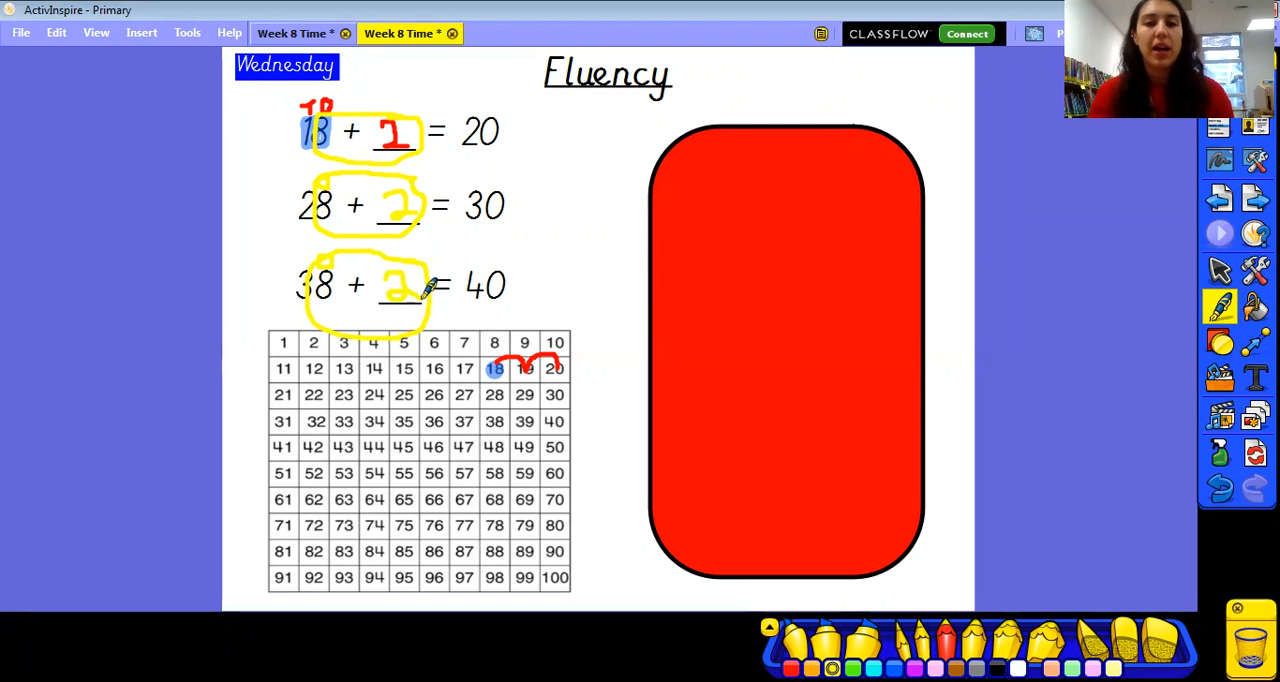 ActivInspire - Primary
File Edit View Insert Tools Help
Week 8 Time *
Week 8 Time *
CLASSFLOW Connect
Wednesday
Fluency
TO
18 + 2 = 20
28 + 2 = 30
38 + 2 = 40
1 2 3 4 5 6 7 8 9 10
11 12 13 14 15 16 17 18 19 20
21 22 23 24 25 26 27 28 29 30
31 32 33 34 35 36 37 38 39 40
41 42 43 44 45 46 47 48 49 50
51 52 53 54 55 56 57 58 59 60
61 62 63 64 65 66 67 68 69 70
71 72 73 74 75 76 77 78 79 80
81 82 83 84 85 86 87 88 89 90
91 92 93 94 95 96 97 98 99 100